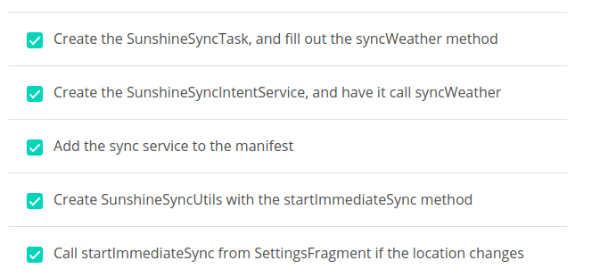 Create the SunshineSyncTask, and fill out the syncWeather method
Create the SunshineSyncIntentService, and have it call syncWeather
Add the sync service to the manifest
Create SunshineSyncUtils with the startImmediateSync method
Call startImmediateSync from SettingsFragment if the location changes